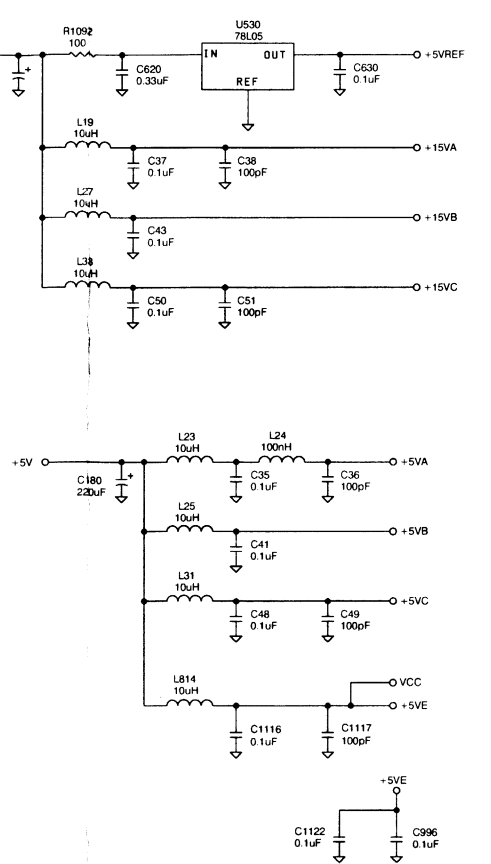 U530
78L05
R1092
100
IN OUT
REF
+5VREF
+
C620
0.33uF
C630
0.1uF
L19
10uH
+15VA
C37
0.1uF
C38
100pF
L27
10uH
+15VB
C43
0.1uF
L38
10uH
+15VC
C50
0.1uF
C51
100pF
L23
10uH
L24
100nH
+5V
+5VA
C180
220uF
+
C35
0.1uF
C36
100pF
L25
10uH
+5VB
C41
0.1uF
L31
10uH
+5VC
C48
0.1uF
C49
100pF
L814
10uH
VCC
+5VE
C1116
0.1uF
C1117
100pF
+5VE
C1122
0.1uF
C996
0.1uF